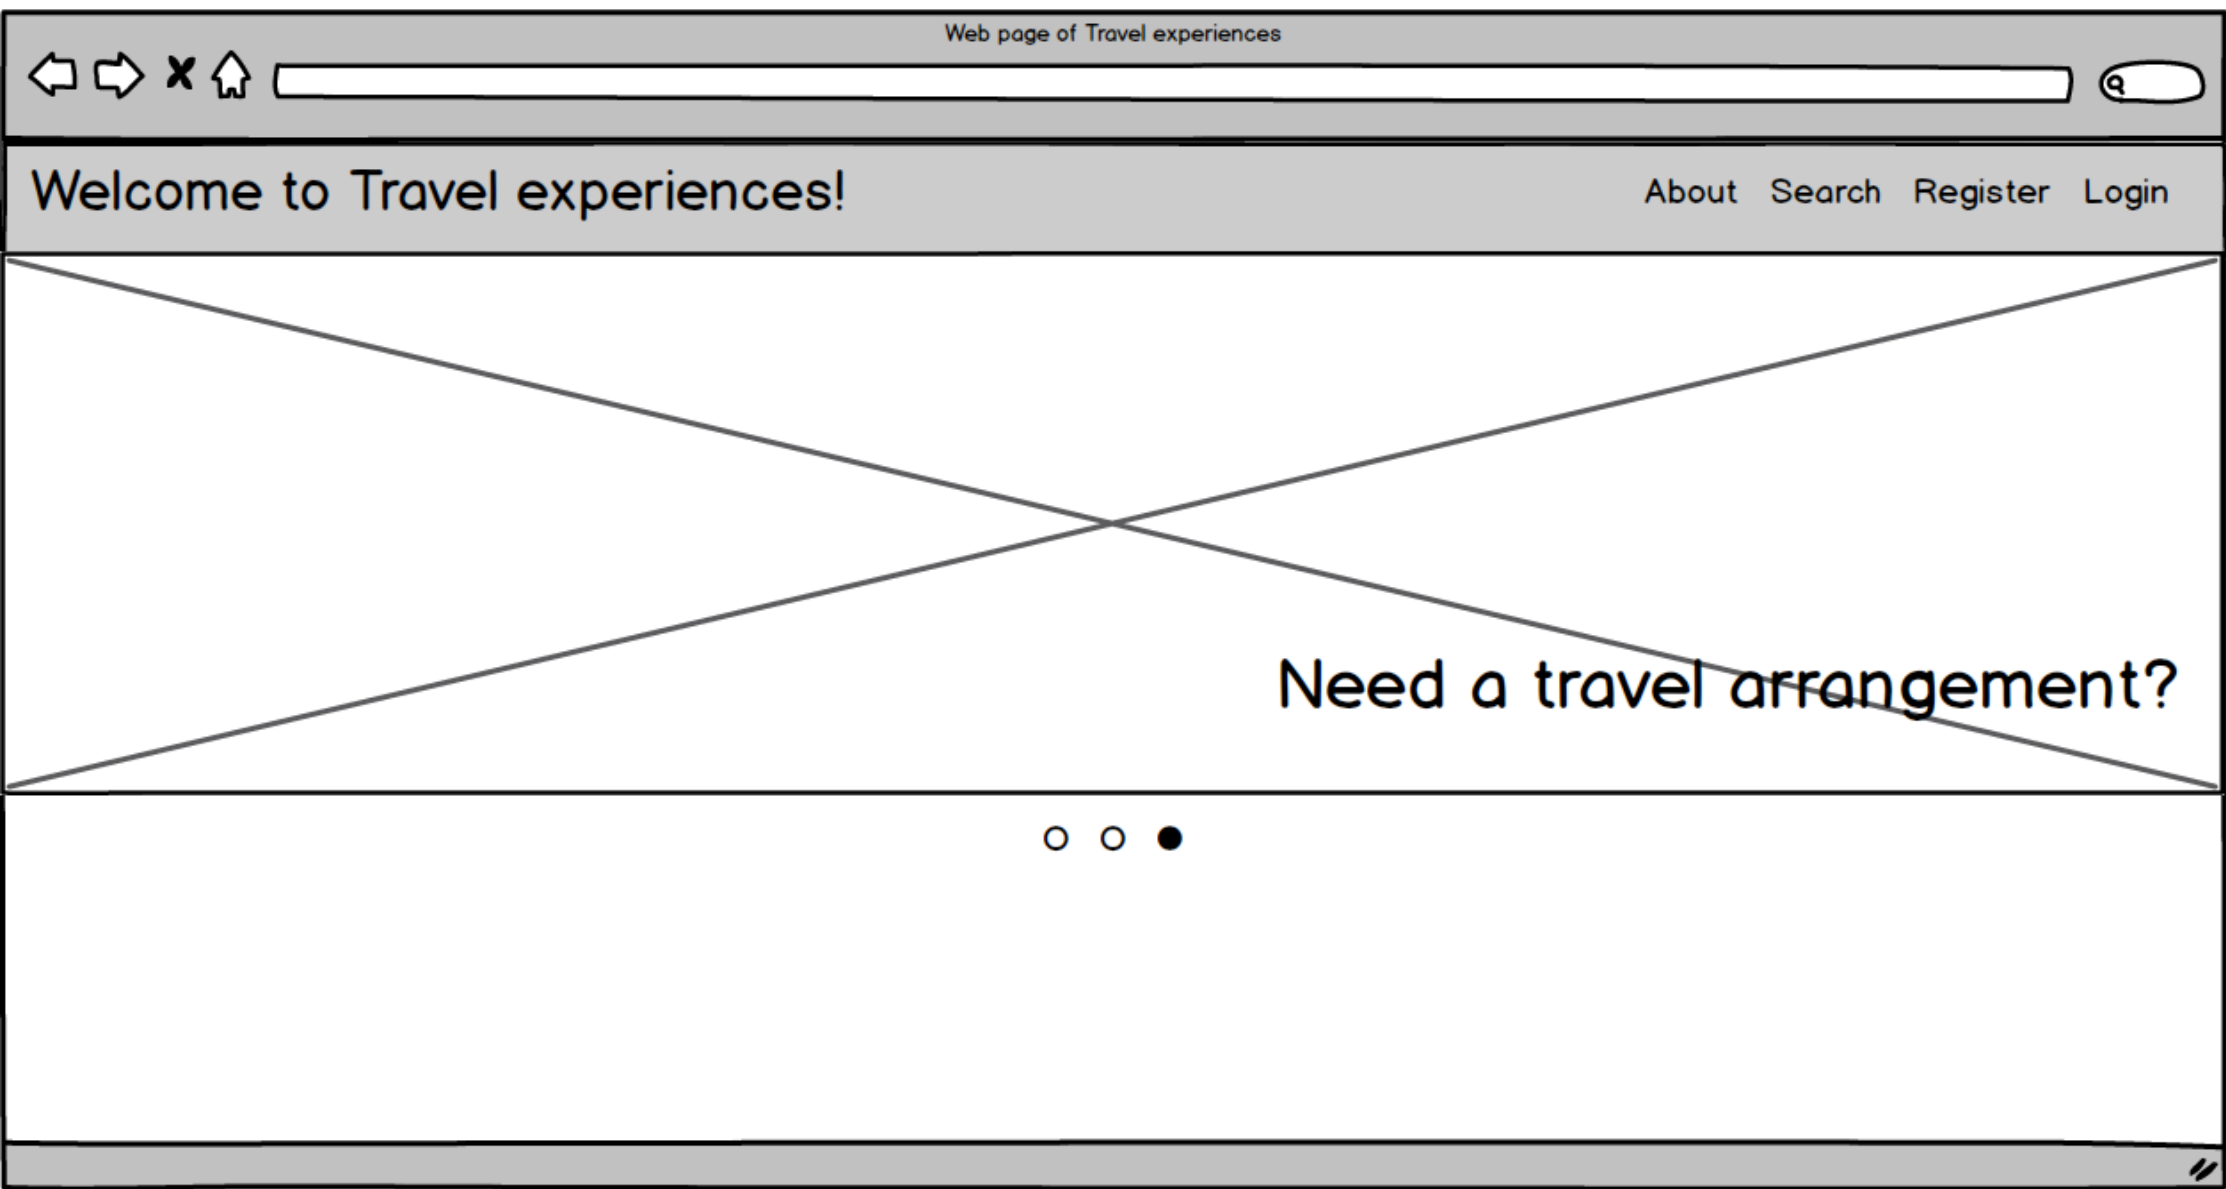 Web page of Travel experiences
Welcome to Travel experiences!
About Search Register Login
Need a travel arrangement?